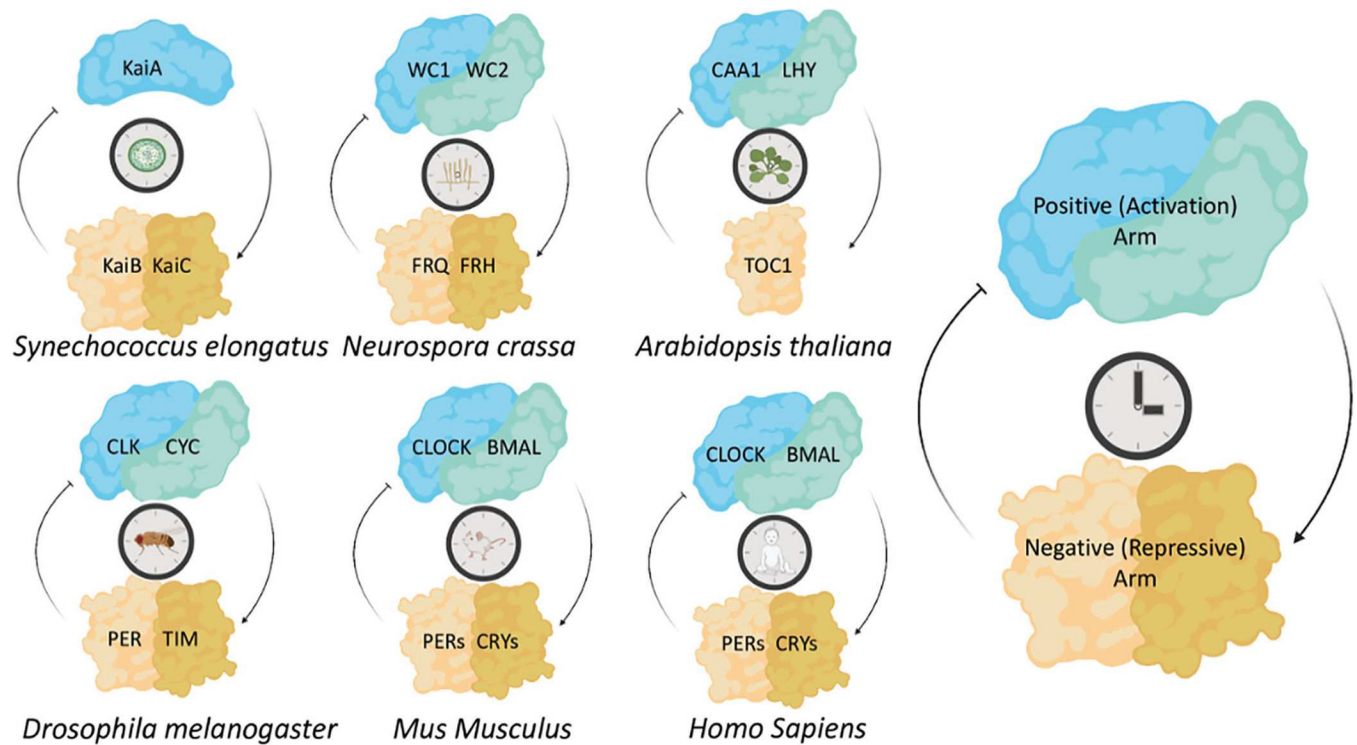 KaiA
KaiB KaiC
Synechococcus elongatus
WC1 WC2
FRQ FRH
Neurospora crassa
CAA1 LHY
TOC1
Arabidopsis thaliana
CLK CYC
PER TIM
Drosophila melanogaster
CLOCK BMAL
PERs CRYs
Mus Musculus
CLOCK BMAL
PERs CRYs
Homo Sapiens
Positive (Activation)
Arm
Negative (Repressive)
Arm